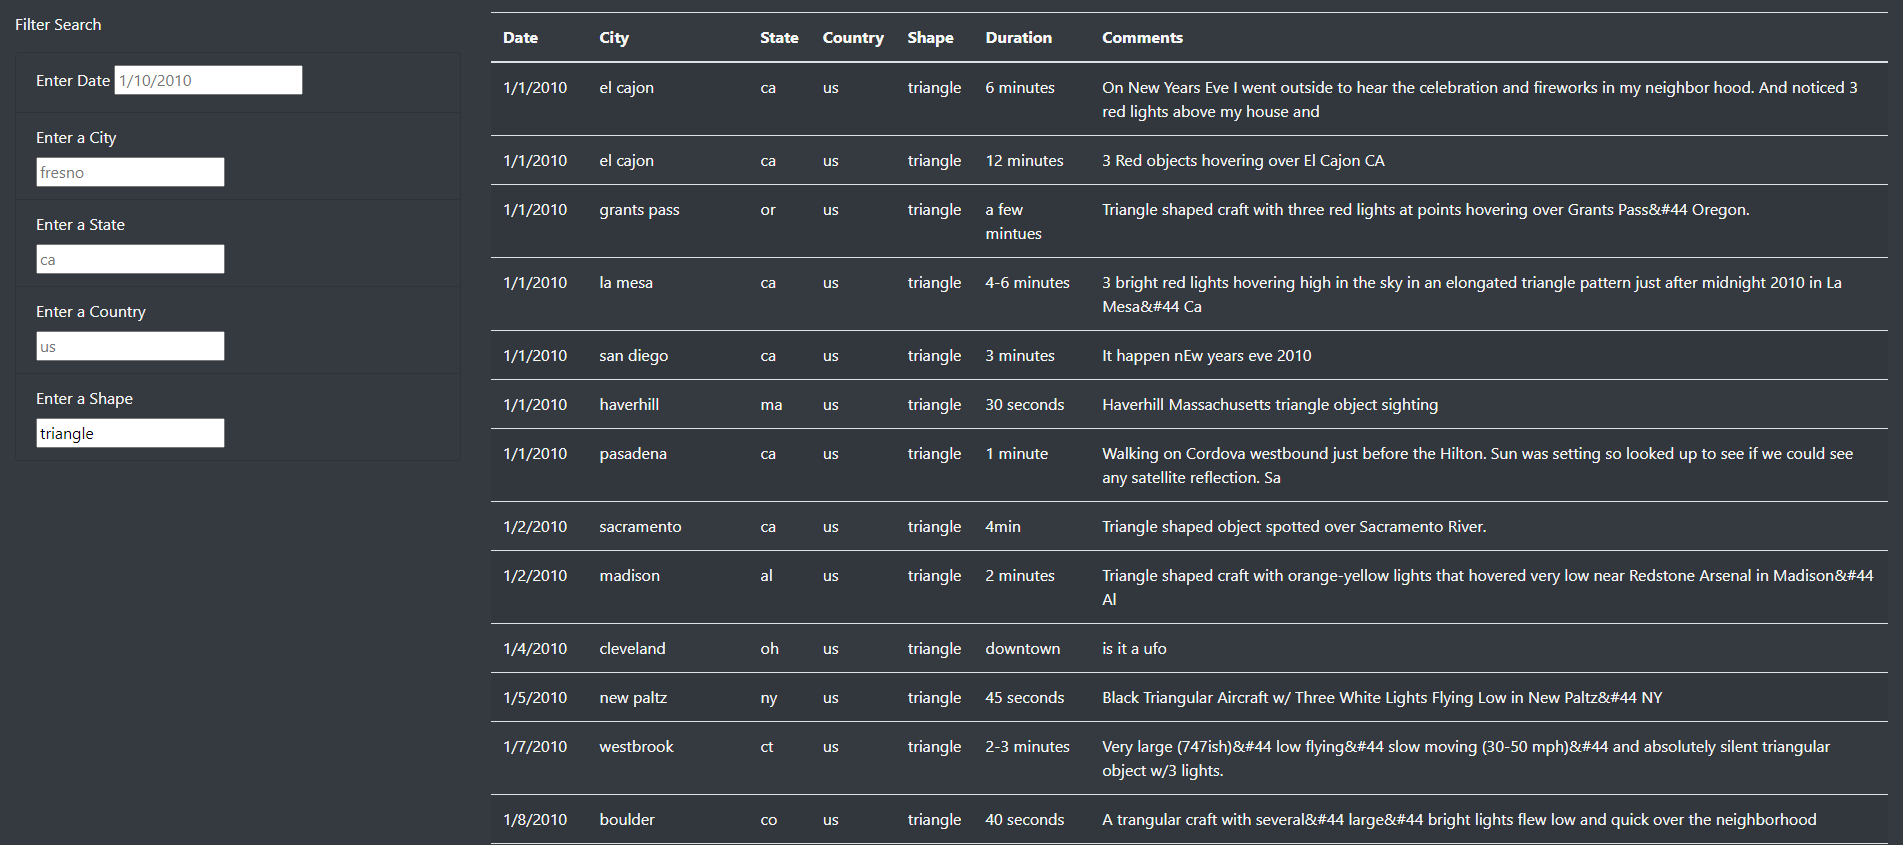 Filter Search
Enter Date 1/10/2010
Enter a City
fresno
Enter a State
ca
Enter a Country
us
Enter a Shape
triangle
Date City State Country Shape Duration Comments
1/1/2010 el cajon ca us triangle 6 minutes On New Years Eve I went outside to hear the celebration and fireworks in my neighbor hood. And noticed 3
red lights above my house and
1/1/2010 el cajon ca us triangle 12 minutes 3 Red objects hovering over El Cajon CA
1/1/2010 grants pass or us triangle a few Triangle shaped craft with three red lights at points hovering over Grants Pass&#44 Oregon.
mintues
1/1/2010 la mesa ca us triangle 4-6 minutes 3 bright red lights hovering high in the sky in an elongated triangle pattern just after midnight 2010 in La
Mesa&#44 Ca
1/1/2010 san diego ca us triangle 3 minutes It happen nEw years eve 2010
1/1/2010 haverhill ma us triangle 30 seconds Haverhill Massachusetts triangle object sighting
1/1/2010 pasadena ca us triangle 1 minute Walking on Cordova westbound just before the Hilton. Sun was setting so looked up to see if we could see
any satellite reflection. Sa
1/2/2010 sacramento ca us triangle 4min Triangle shaped object spotted over Sacramento River.
1/2/2010 madison al us triangle 2 minutes Triangle shaped craft with orange-yellow lights that hovered very low near Redstone Arsenal in Madison&#44
Al
1/4/2010 cleveland oh us triangle downtown is it a ufo
1/5/2010 new paltz ny us triangle 45 seconds Black Triangular Aircraft w/ Three White Lights Flying Low in New Paltz&#44 NY
1/7/2010 westbrook ct us triangle 2-3 minutes Very large (747ish)&#44 low flying&#44 slow moving (30-50 mph)&#44 and absolutely silent triangular
object w/3 lights.
1/8/2010 boulder co us triangle 40 seconds A trangular craft with several&#44 large&#44 bright lights flew low and quick over the neighborhood